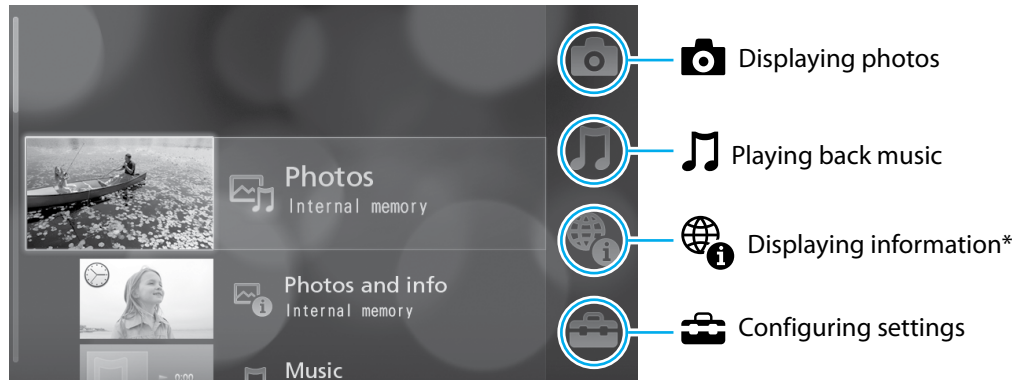 Photos
Internal memory
Photos and info
Internal memory
Music
Displaying photos
Playing back music
Displaying information*
Configuring settings